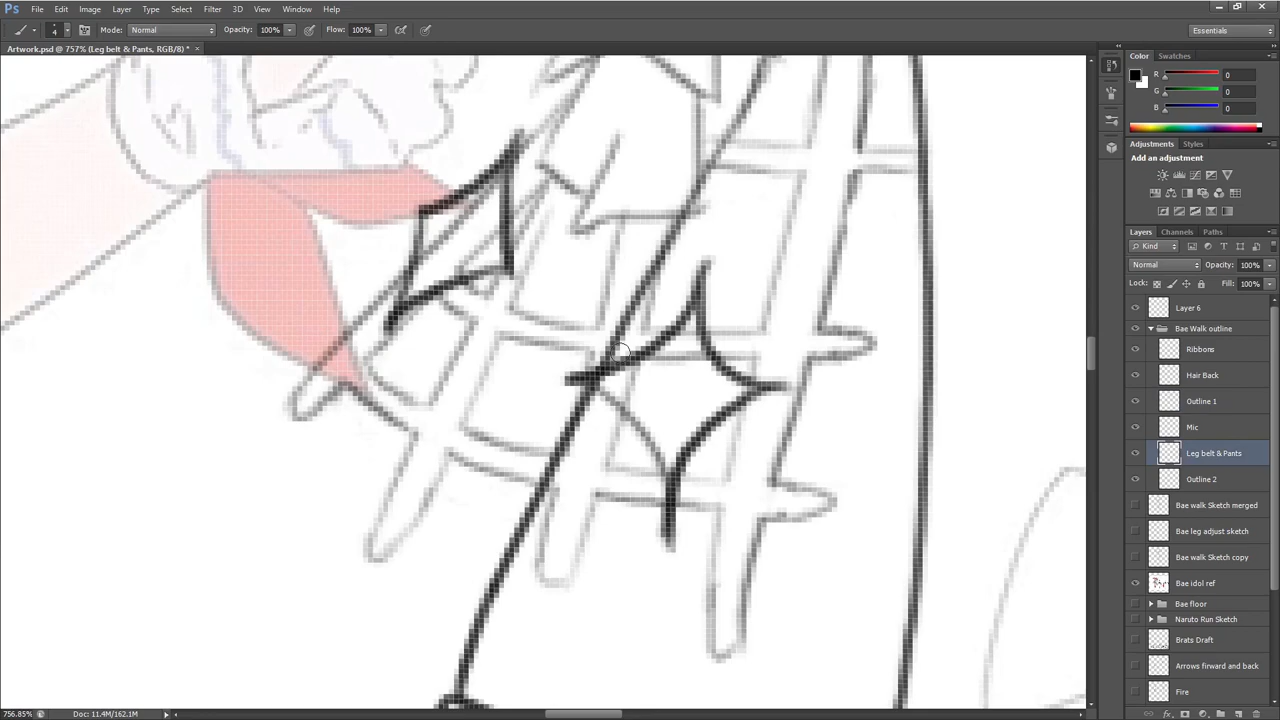 Ps File Edit Image Layer Type Select Filter 3D View Window Help
4 Mode: Normal Opacity: 100% Flow: 100% Essentials
Artwork.psd @ 757% (Leg belt & Pants, RGB/8) * ×
Color Swatches
R 0
G 0
B 0
Adjustments Styles
Add an adjustment
Layers Channels Paths
Kind
Normal Opacity: 100%
Lock: Fill: 100%
Layer 6
Bae Walk outline
Ribbons
Hair Back
Outline 1
Mic
Leg belt & Pants
Outline 2
Bae walk Sketch merged
Bae leg adjust sketch
Bae walk Sketch copy
Bae idol ref
Bae floor
Naruto Run Sketch
Brats Draft
Arrows firward and back
Fire
756.85% Doc: 11.4M/162.1M
fx